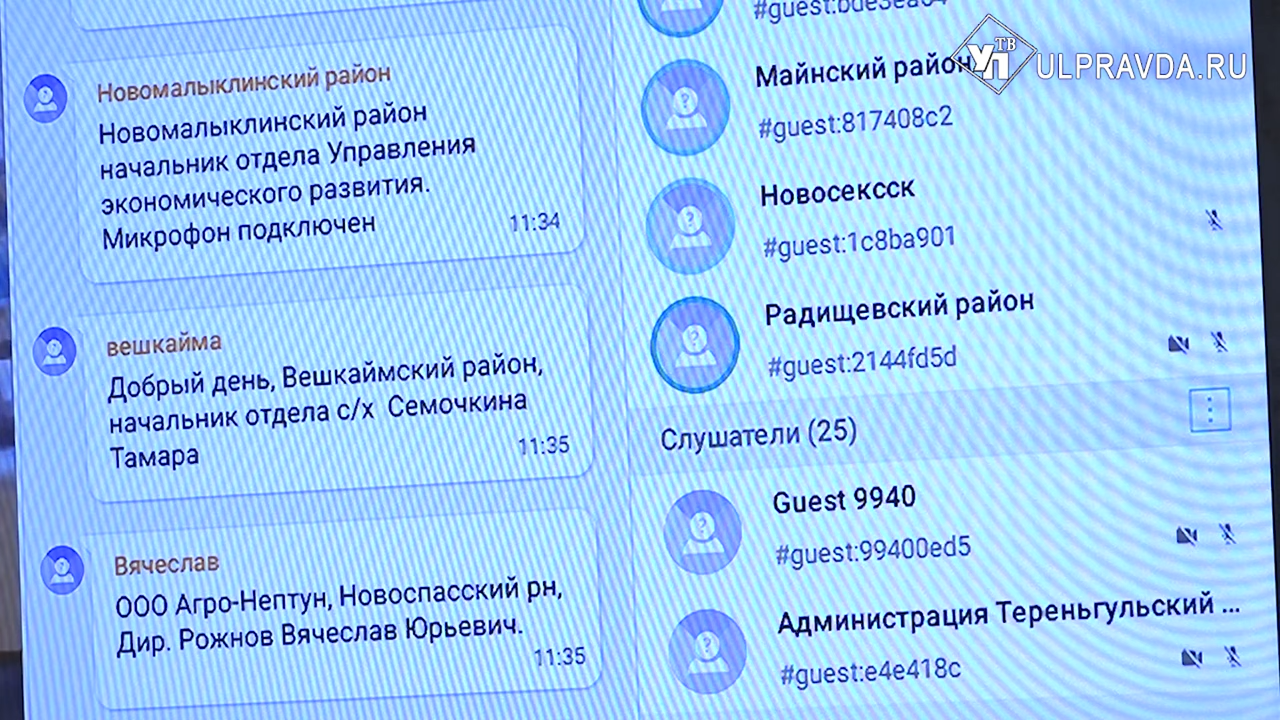 Новомалыклинский район
Новомалыклинский район
начальник отдела Управления
экономического развития.
Микрофон подключен
11:34
вешкайма
Добрый день, Вешкаймский район,
начальник отдела с/х Семочкина
Тамара
11:35
Вячеслав
ООО Агро-Нептун, Новоспасский рн,
Дир. Рожнов Вячеслав Юрьевич.
11:35
Майнский район
#guest:817408c2
Новосексск
#guest:1c8ba901
Радищевский район
#guest:2144fd5d
Слушатели (25)
Guest 9940
#guest:99400ed5
Администрация Тереньгульский ...
#guest:e4e418c
УП ТВ
ULPRAVDA.RU